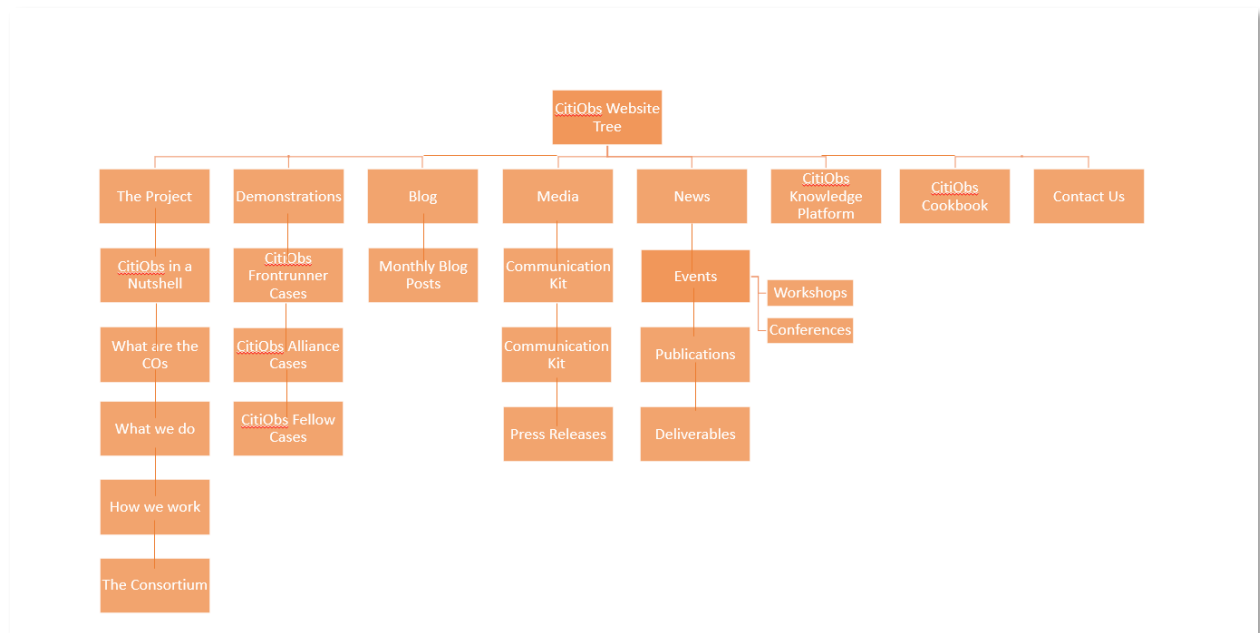 CitiObs Website
Tree
The Project
Demonstrations
Blog
Media
News
CitiObs
Knowledge
Platform
CitiObs
Cookbook
Contact Us
CitiObs in a
Nutshell
What are the
COs
What we do
How we work
The Consortium
CitiObs
Frontrunner
Cases
CitiObs Alliance
Cases
CitiObs Fellow
Cases
Monthly Blog
Posts
Communication
Kit
Communication
Kit
Press Releases
Events
Workshops
Conferences
Publications
Deliverables